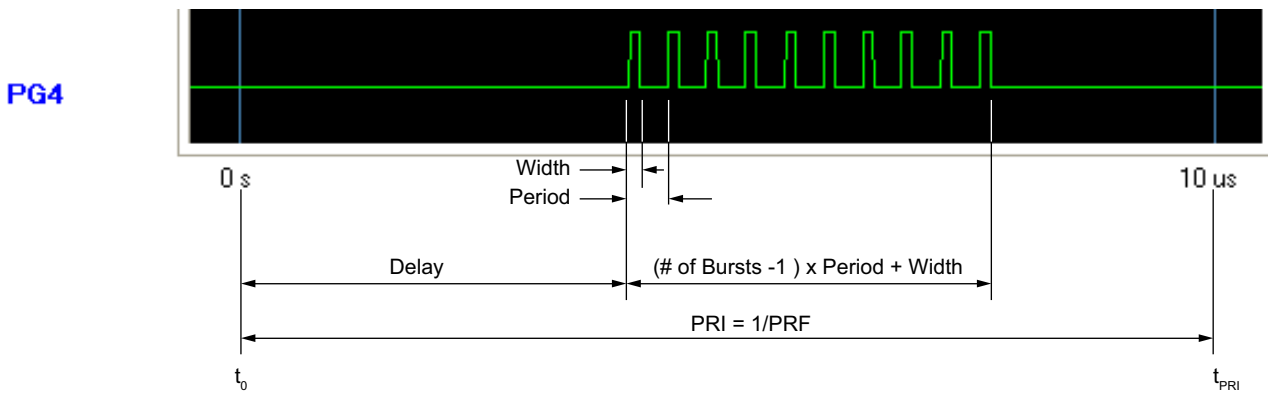 PG4
0 s
10 us
Width
Period
Delay
(# of Bursts -1 ) x Period + Width
PRI = 1/PRF
t0
tPRI